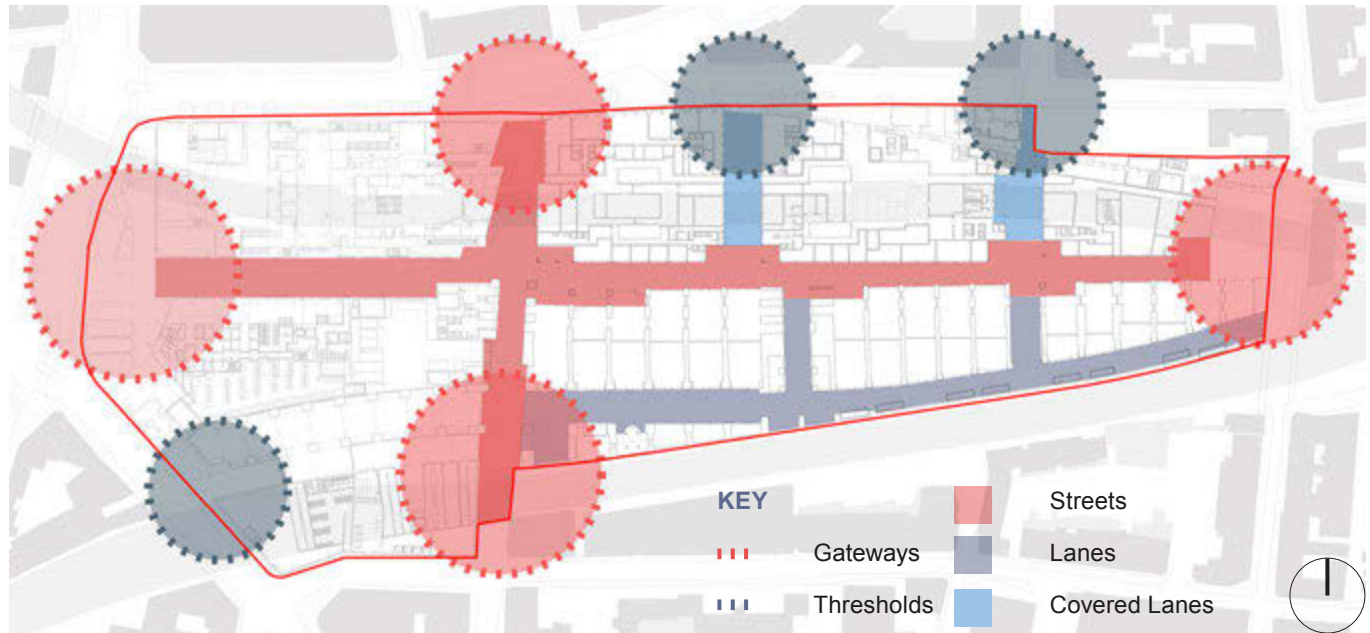 KEY
Gateways
Thresholds
Streets
Lanes
Covered Lanes